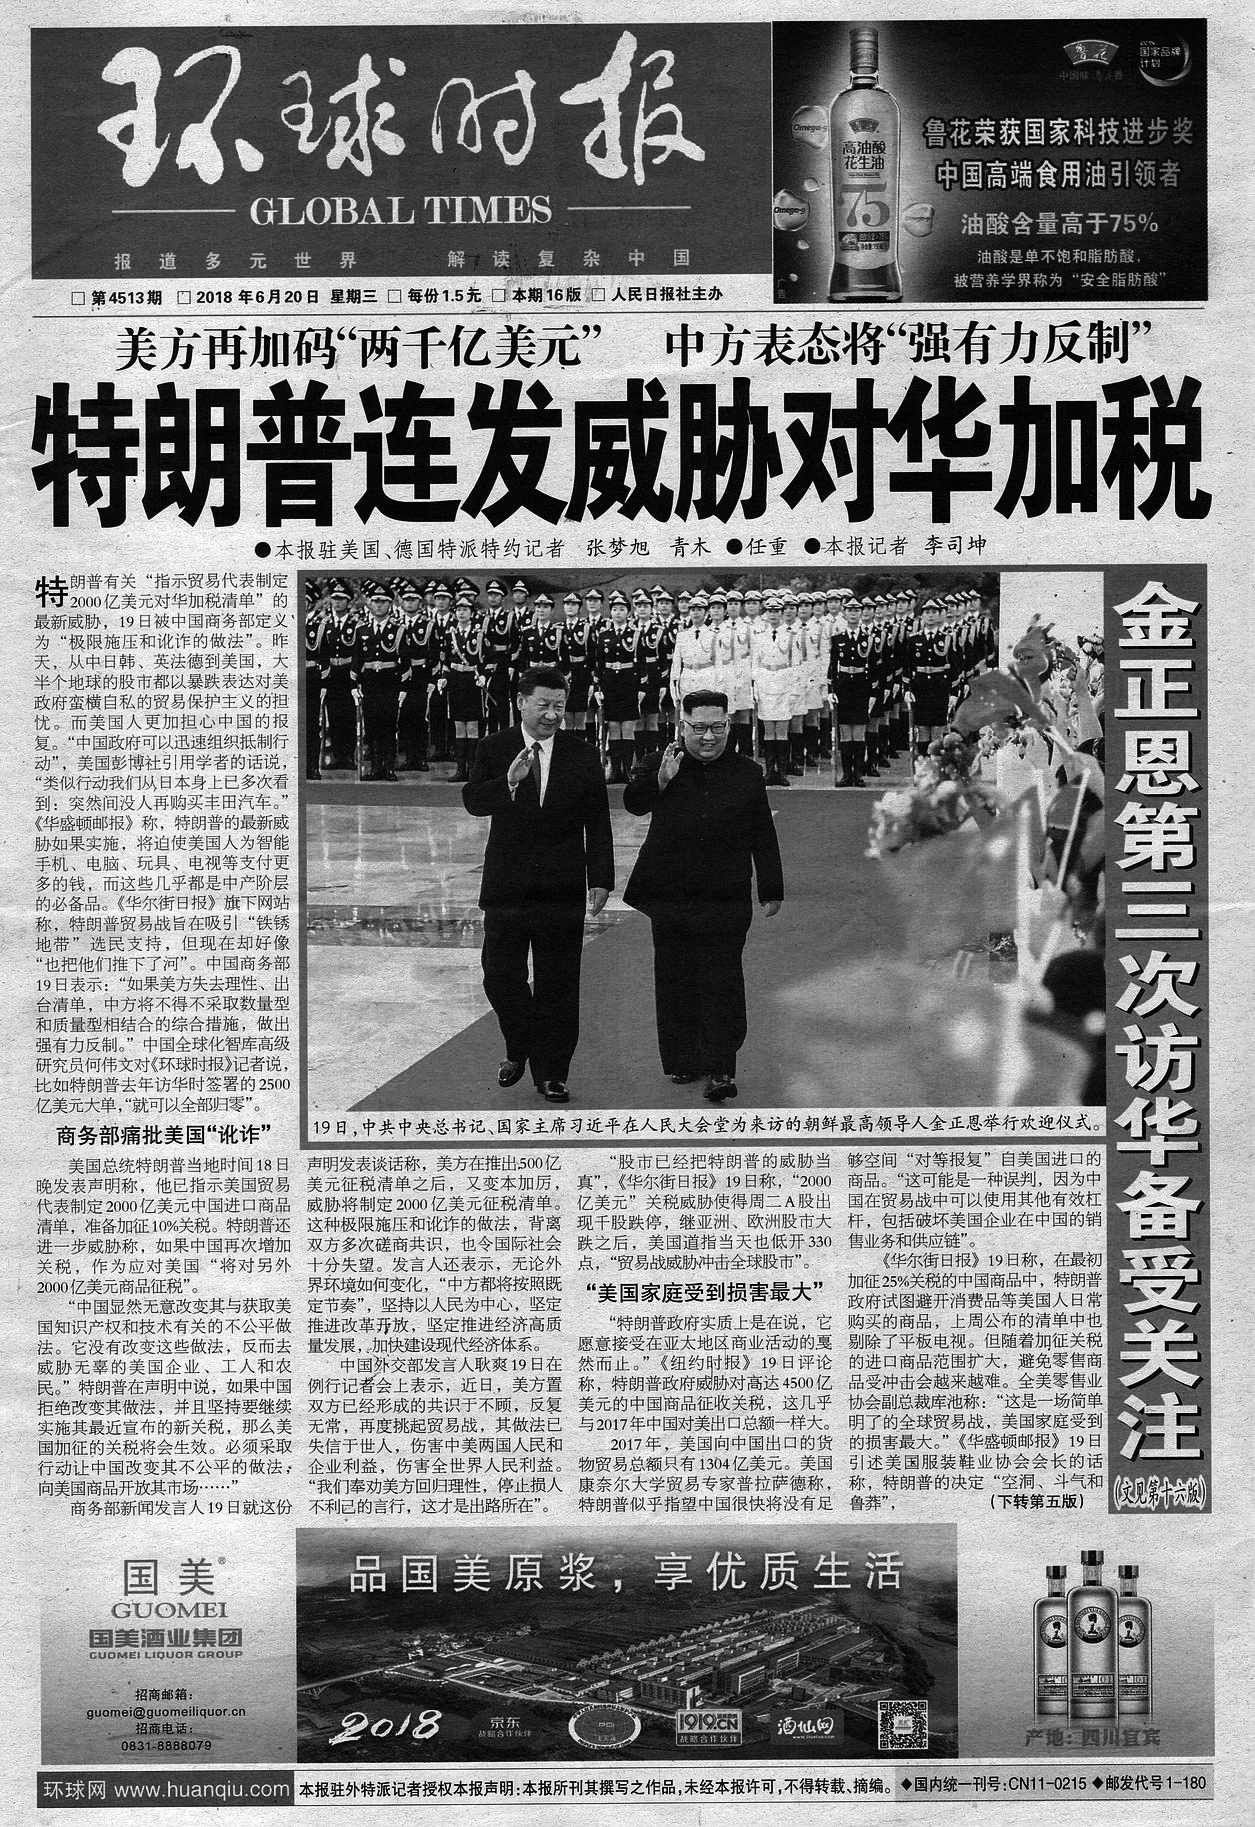 环球时报
GLOBAL TIMES
报道多元世界 解读复杂中国
鲁花
中国味 鲁花香
国家品牌
计划
Omega-9
Omega-9
Omega-9
高油酸
花生油
75
鲁花荣获国家科技进步奖
中国高端食用油引领者
油酸含量高于75%
油酸是单不饱和脂肪酸，
被营养学界称为“安全脂肪酸”
广告
□第4513期 □2018年6月20日 星期三 □每份1.5元 □本期16版 □人民日报社主办
美方再加码“两千亿美元” 中方表态将“强有力反制”
特朗普连发威胁对华加税
●本报驻美国、德国特派特约记者 张梦旭 青木 ●任重 ●本报记者 李司坤
特朗普有关“指示贸易代表制定
2000亿美元对华加税清单”的
最新威胁，19日被中国商务部定义
为“极限施压和讹诈的做法”。昨
天，从中日韩、英法德到美国，大
半个地球的股市都以暴跌表达对美
政府蛮横自私的贸易保护主义的担
忧。而美国人更加担心中国的报
复。“中国政府可以迅速组织抵制行
动”，美国彭博社引用学者的话说，
“类似行动我们从日本身上已多次看
到：突然间没人再购买丰田汽车。”
《华盛顿邮报》称，特朗普的最新威
胁如果实施，将迫使美国人为智能
手机、电脑、玩具、电视等支付更
多的钱，而这些几乎都是中产阶层
的必备品。《华尔街日报》旗下网站
称，特朗普贸易战旨在吸引“铁锈
地带”选民支持，但现在却好像
“也把他们推下了河”。中国商务部
19日表示：“如果美方失去理性、出
台清单，中方将不得不采取数量型
和质量型相结合的综合措施，做出
强有力反制。”中国全球化智库高级
研究员何伟文对《环球时报》记者说，
比如特朗普去年访华时签署的2500
亿美元大单，“就可以全部归零”。
商务部痛批美国“讹诈”
美国总统特朗普当地时间18日
晚发表声明称，他已指示美国贸易
代表制定2000亿美元中国进口商品
清单，准备加征10%关税。特朗普还
进一步威胁称，如果中国再次增加
关税，作为应对美国“将对另外
2000亿美元商品征税”。
“中国显然无意改变其与获取美
国知识产权和技术有关的不公平做
法。它没有改变这些做法，反而去
威胁无辜的美国企业、工人和农
民。”特朗普在声明中说，如果中国
拒绝改变其做法，并且坚持要继续
实施其最近宣布的新关税，那么美
国加征的关税将会生效。必须采取
行动让中国改变其不公平的做法，
向美国商品开放其市场……”
商务部新闻发言人19日就这份
19日，中共中央总书记、国家主席习近平在人民大会堂为来访的朝鲜最高领导人金正恩举行欢迎仪式。
声明发表谈话称，美方在推出500亿
美元征税清单之后，又变本加厉，
威胁将制定2000亿美元征税清单。
这种极限施压和讹诈的做法，背离
双方多次磋商共识，也令国际社会
十分失望。发言人还表示，无论外
界环境如何变化，“中方都将按照既
定节奏”，坚持以人民为中心，坚定
推进改革开放，坚定推进经济高质
量发展，加快建设现代化经济体系。
中国外交部发言人耿爽19日在
例行记者会上表示，近日，美方置
双方已经形成的共识于不顾，反复
无常，再度挑起贸易战，其做法已
失信于世人，伤害中美两国人民和
企业利益，伤害全世界人民利益。
“我们奉劝美方回归理性，停止损人
不利己的言行，这才是出路所在”。
“股市已经把特朗普的威胁当
真”，《华尔街日报》19日称，“2000
亿美元”关税威胁使得周二A股出
现千股跌停，继亚洲、欧洲股市大
跌之后，美国道指当天也低开330
点，“贸易战威胁冲击全球股市”。
“美国家庭受到损害最大”
“特朗普政府实质上是在说，它
愿意接受在亚太地区商业活动的戛
然而止。”《纽约时报》19日评论
称，特朗普政府威胁对高达4500亿
美元的中国商品征收关税，这几乎
与2017年中国对美出口总额一样大。
2017年，美国向中国出口的货
物贸易总额只有1304亿美元。美国
康奈尔大学贸易专家普拉萨德称，
特朗普似乎指望中国很快将没有足
够空间“对等报复”自美国进口的
商品。“这可能是一种误判，因为中
国在贸易战中可以使用其他有效杠
杆，包括破坏美国企业在中国的销
售业务和供应链”。
《华尔街日报》19日称，在最初
加征25%关税的中国商品中，特朗普
政府试图避开消费品等美国人日常
购买的商品，上周公布的清单中也
剔除了平板电视。但随着加征关税
的进口商品范围扩大，避免零售商
品受冲击会越来越难。全美零售业
协会副总裁库池称：“这是一场简单
明了的全球贸易战，美国家庭受到
的损害最大。”《华盛顿邮报》19日
引述美国服装鞋业协会会长的话
称，特朗普的决定“空洞、斗气和
鲁莽”， （下转第五版）
金正恩第三次访华备受关注
（文见第十六版）
国美®
GUOMEI
国美酒业集团
GUOMEI LIQUOR GROUP
招商邮箱：
guomei@guomeiliquor.cn
招商电话：
0831-8888079
品国美原浆，享优质生活
2018
京东
战略合作伙伴
1919.CN
战略合作伙伴
酒仙网
产地：四川宜宾
环球网 www.huanqiu.com
本报驻外特派记者授权本报声明：本报所刊其撰写之作品，未经本报许可，不得转载、摘编。
◆国内统一刊号：CN11-0215 ◆邮发代号1-180